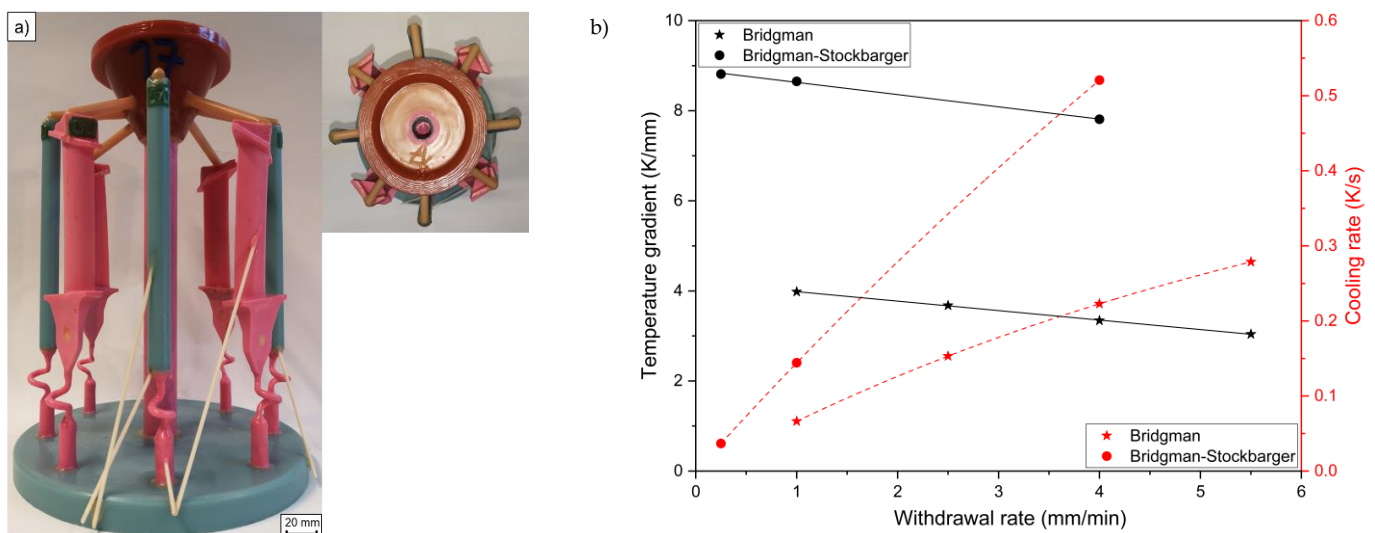 a)
17
20 mm
b)
Bridgman
Bridgman-Stockbarger
Bridgman
Bridgman-Stockbarger
10
8
6
4
2
0
0.6
0.5
0.4
0.3
0.2
0.1
0.0
0
1
2
3
4
5
6
Temperature gradient (K/mm)
Cooling rate (K/s)
Withdrawal rate (mm/min)